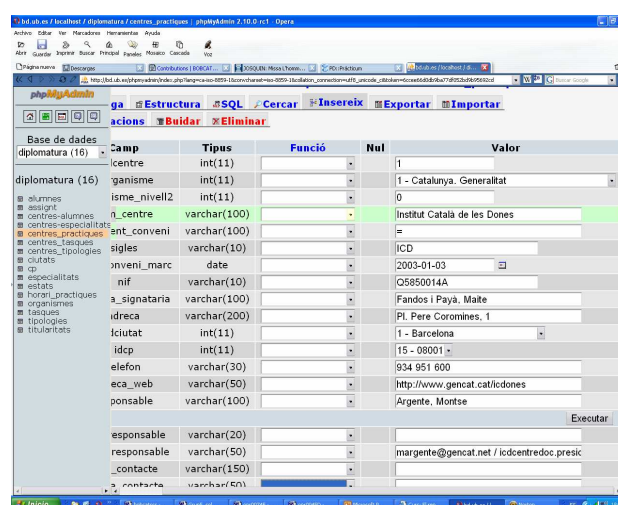 bd.ub.es / localhost / diplomatura / centres_practiques | phpMyAdmin 2.10.0-rc1 - Opera
Archivo Editar Ver Marcadores Herramientas Ayuda
Abrir Guardar Imprimir Buscar Principal Paneles Mosaico Cascada Voz
Página nueva Descargas Contributions | BOBCAT... JOSQUIN: Missa L'homm... PDI: Pràcticum bd.ub.es / localhost / di...
phpMyAdmin
ga Estructura SQL Cercar Insereix Exportar Importar
acions Buidar Eliminar
Base de dades
diplomatura (16)
Camp Tipus Funció Nul Valor
lcentre int(11) 1
diplomatura (16)
rganisme int(11) 1 - Catalunya. Generalitat
isme_nivell2 int(11) 0
n_centre varchar(100) Institut Català de les Dones
ent_conveni varchar(100) =
sigles varchar(10) ICD
onveni_marc date 2003-01-03
nif varchar(10) Q5850014A
a_signataria varchar(100) Fandos i Payà, Maite
dreca varchar(200) Pl. Pere Coromines, 1
dciutat int(11) 1 - Barcelona
idcp int(11) 15 - 08001
elefon varchar(30) 934 951 600
eca_web varchar(50) http://www.gencat.cat/icdones
ponsable varchar(100) Argente, Montse
alumnes
assignt
centres-alumnes
centres-especialitats
centres_practiques
centres_tasques
centres_tipologies
ciutats
cp
especialitats
estats
horari_practiques
organismes
tasques
tipologies
titularitats
Executar
responsable varchar(20)
responsable varchar(50) margente@gencat.net / icdcentredoc.presic
_contacte varchar(150)
a_contacte varchar(50)
Inicio